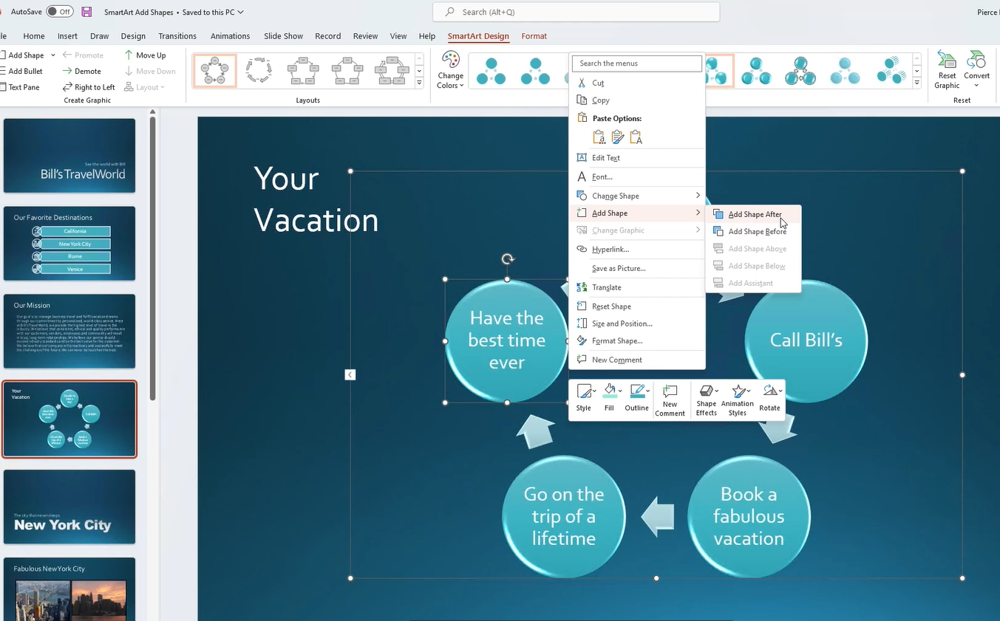 AutoSave
Off
SmartArt Add Shapes • Saved to this PC
Search (Alt+Q)
Pierce
Home
Insert
Draw
Design
Transitions
Animations
Slide Show
Record
Review
View
Help
SmartArt Design
Format
Add Shape
Promote
Move Up
Add Bullet
Demote
Move Down
Text Pane
Right to Left
Layout
Create Graphic
Layouts
Change
Colors
Reset
Graphic
Convert
Reset
Search the menus
Cut
Copy
Paste Options:
Edit Text
Font...
Change Shape
Add Shape
Change Graphic
Hyperlink...
Save as Picture...
Translate
Reset Shape
Size and Position...
Format Shape...
New Comment
Add Shape After
Add Shape Before
Add Shape Above
Add Shape Below
Add Assistant
Style
Fill
Outline
New
Comment
Shape
Effects
Animation
Styles
Rotate
See the world with Bill
Bill's TravelWorld
Our Favorite Destinations
California
New York City
Rome
Venice
Our Mission
Your
Vacation
Call Bill's
The city that never sleeps
New York City
Fabulous New York City
Your
Vacation
Have the
best time
ever
Call Bill's
Go on the
trip of a
lifetime
Book a
fabulous
vacation